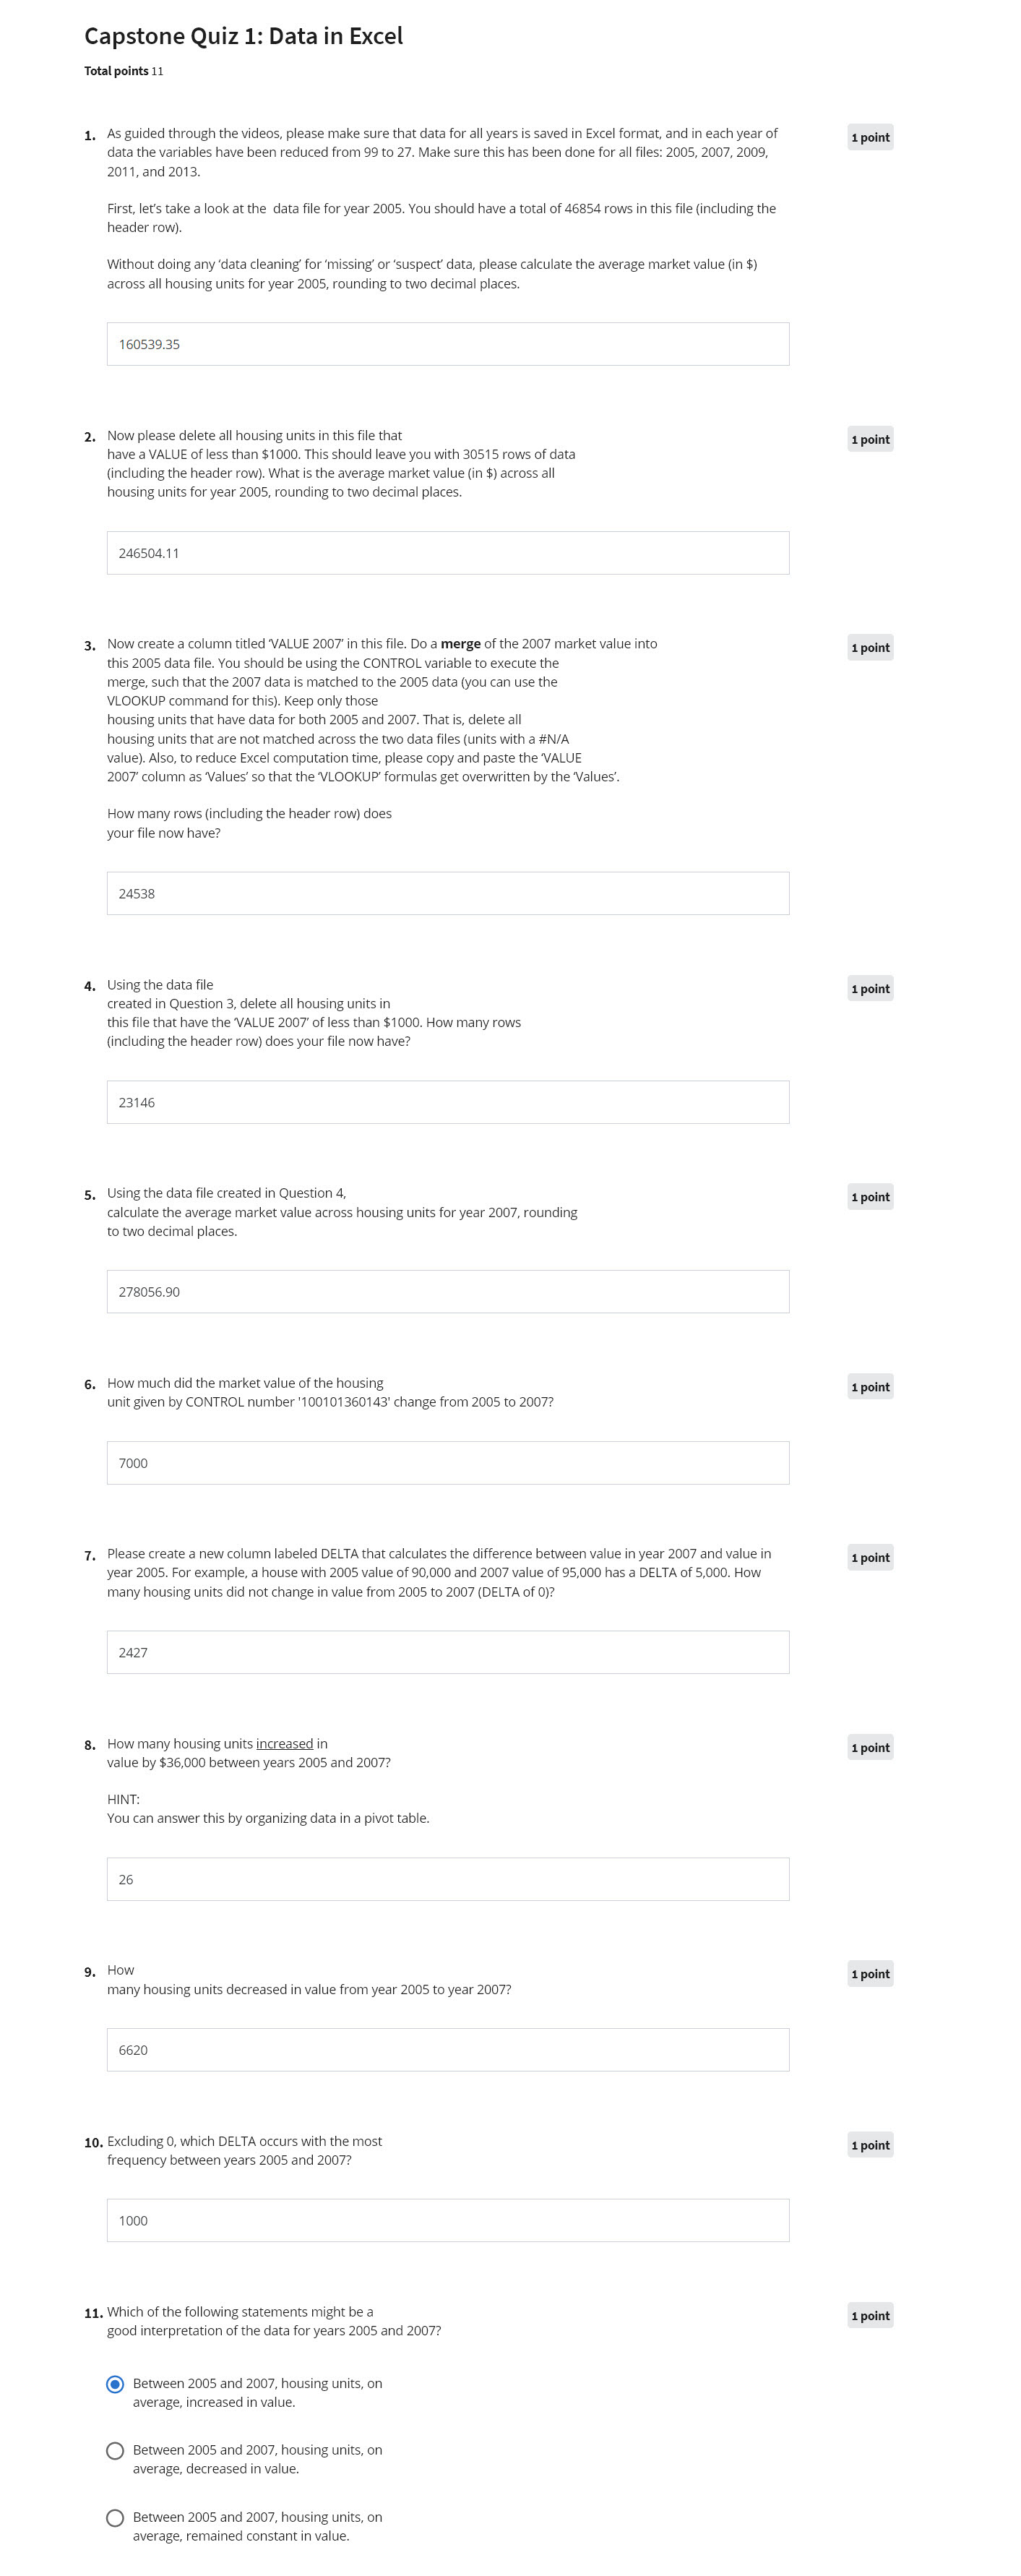 Capstone Quiz 1: Data in Excel
Total points 11
1. As guided through the videos, please make sure that data for all years is saved in Excel format, and in each year of
1 point
data the variables have been reduced from 99 to 27. Make sure this has been done for all files: 2005, 2007, 2009,
2011, and 2013.
First, let's take a look at the  data file for year 2005. You should have a total of 46854 rows in this file (including the
header row).
Without doing any ‘data cleaning’ for ‘missing’ or ‘suspect’ data, please calculate the average market value (in $)
across all housing units for year 2005, rounding to two decimal places.
160539.35
2. Now please delete all housing units in this file that
1 point
have a VALUE of less than $1000. This should leave you with 30515 rows of data
(including the header row). What is the average market value (in $) across all
housing units for year 2005, rounding to two decimal places.
246504.11
3. Now create a column titled ‘VALUE 2007’ in this file. Do a merge of the 2007 market value into
1 point
this 2005 data file. You should be using the CONTROL variable to execute the
merge, such that the 2007 data is matched to the 2005 data (you can use the
VLOOKUP command for this). Keep only those
housing units that have data for both 2005 and 2007. That is, delete all
housing units that are not matched across the two data files (units with a #N/A
value). Also, to reduce Excel computation time, please copy and paste the ‘VALUE
2007’ column as ‘Values’ so that the ‘VLOOKUP’ formulas get overwritten by the ‘Values’.
How many rows (including the header row) does
your file now have?
24538
4. Using the data file
1 point
created in Question 3, delete all housing units in
this file that have the ‘VALUE 2007’ of less than $1000. How many rows
(including the header row) does your file now have?
23146
5. Using the data file created in Question 4,
1 point
calculate the average market value across housing units for year 2007, rounding
to two decimal places.
278056.90
6. How much did the market value of the housing
1 point
unit given by CONTROL number '100101360143' change from 2005 to 2007?
7000
7. Please create a new column labeled DELTA that calculates the difference between value in year 2007 and value in
1 point
year 2005. For example, a house with 2005 value of 90,000 and 2007 value of 95,000 has a DELTA of 5,000. How
many housing units did not change in value from 2005 to 2007 (DELTA of 0)?
2427
8. How many housing units increased in
1 point
value by $36,000 between years 2005 and 2007?
HINT:
You can answer this by organizing data in a pivot table.
26
9. How
1 point
many housing units decreased in value from year 2005 to year 2007?
6620
10. Excluding 0, which DELTA occurs with the most
1 point
frequency between years 2005 and 2007?
1000
11. Which of the following statements might be a
1 point
good interpretation of the data for years 2005 and 2007?
Between 2005 and 2007, housing units, on
average, increased in value.
Between 2005 and 2007, housing units, on
average, decreased in value.
Between 2005 and 2007, housing units, on
average, remained constant in value.